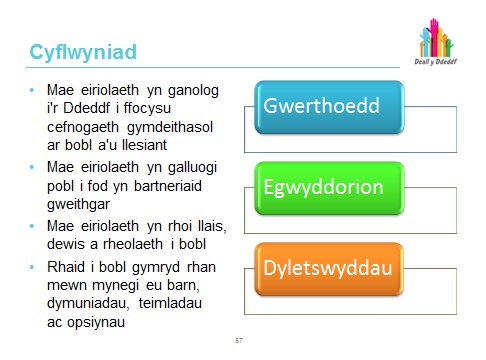 Cyflwyniad
Deall y Ddeddf
• Mae eiriolaeth yn ganolog
i'r Ddeddf i ffocysu
cefnogaeth gymdeithasol
ar bobl a'u llesiant
• Mae eiriolaeth yn galluogi
pobl i fod yn bartneriaid
gweithgar
• Mae eiriolaeth yn rhoi llais,
dewis a rheolaeth i bobl
• Rhaid i bobl gymryd rhan
mewn mynegi eu barn,
dymuniadau, teimladau
ac opsiynau
Gwerthoedd
Egwyddorion
Dyletswyddau
57